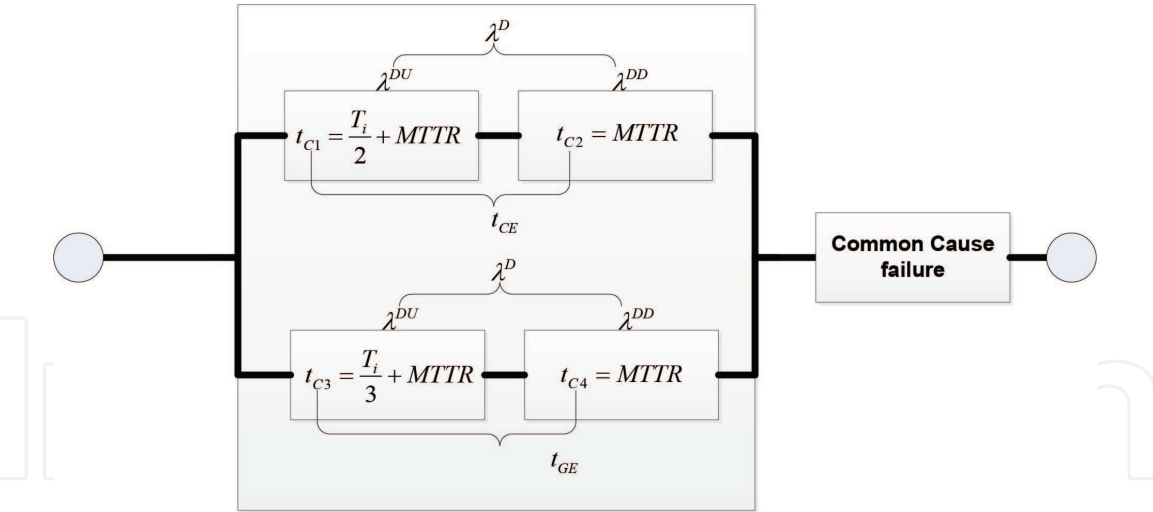 λ^D
λ^DU λ^DD
t_C1 = T_i/2 + MTTR t_C2 = MTTR
t_CE
λ^D
λ^DU λ^DD
t_C3 = T_i/3 + MTTR t_C4 = MTTR
t_GE
Common Cause
failure